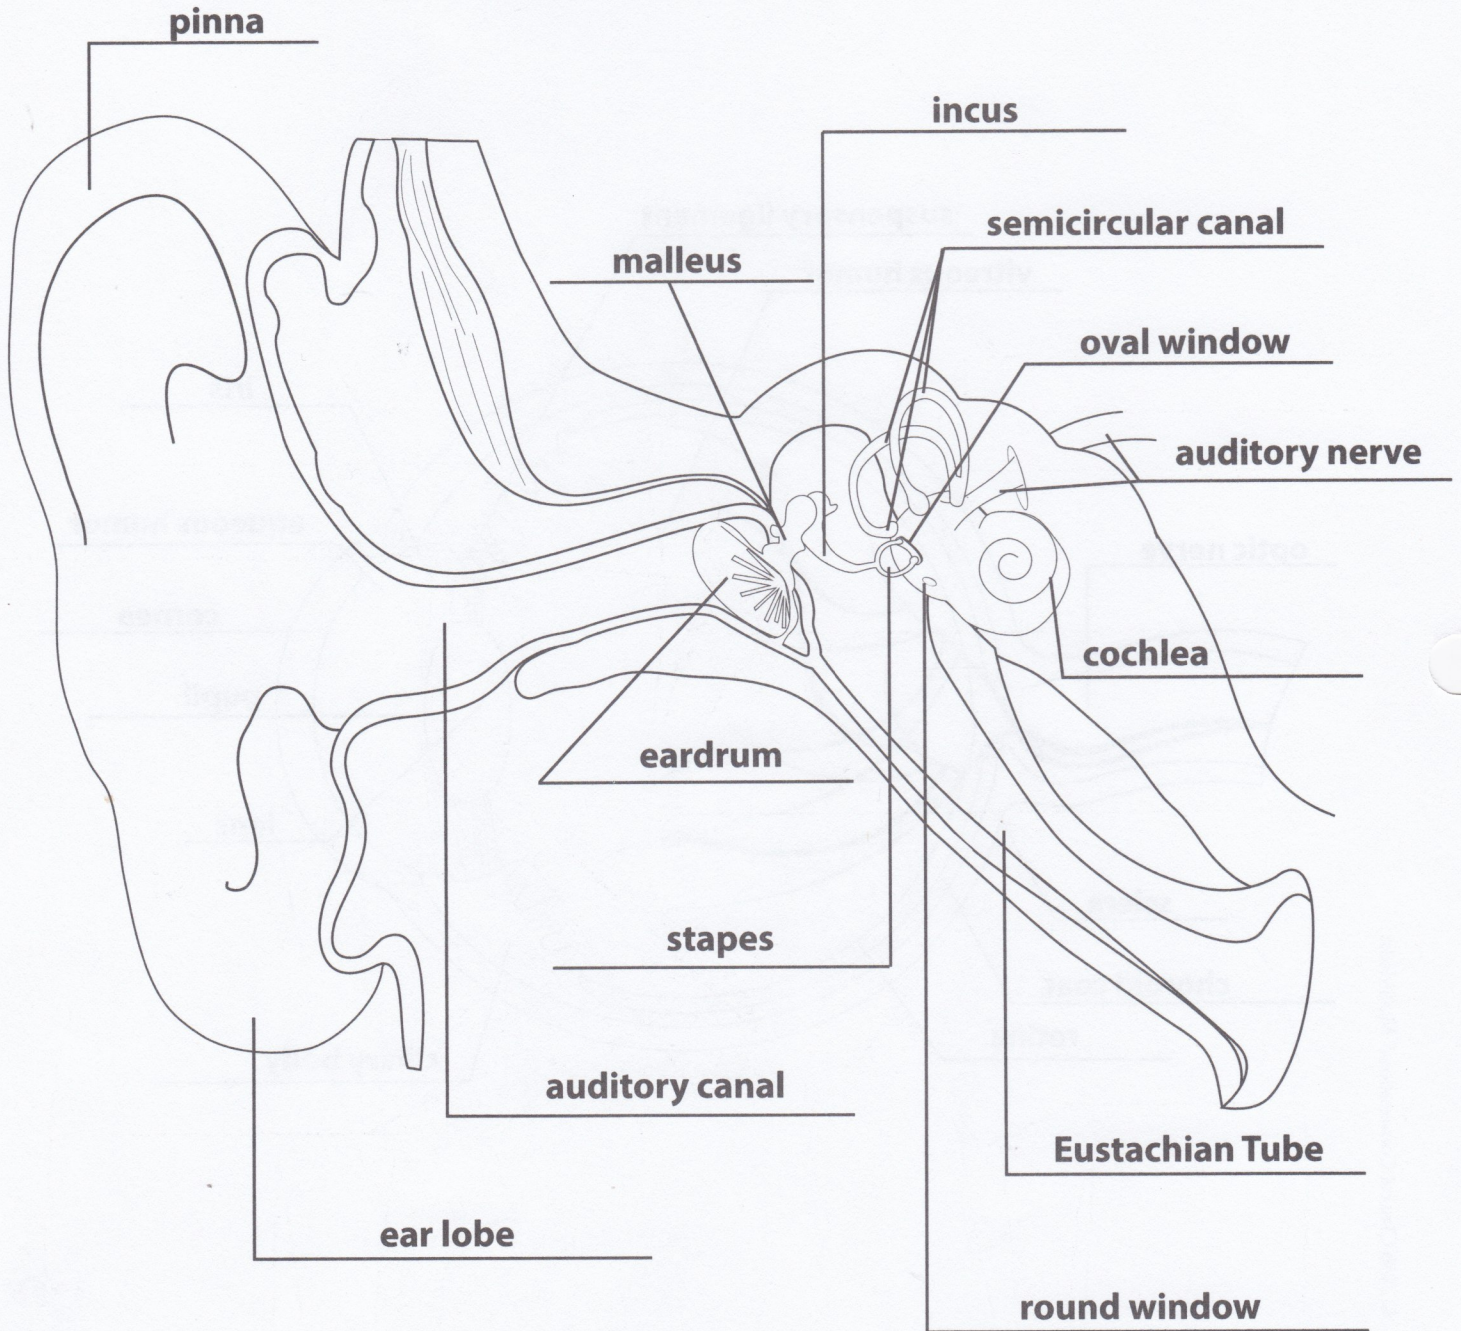 pinna
incus
semicircular canal
malleus
oval window
auditory nerve
cochlea
eardrum
stapes
auditory canal
Eustachian Tube
ear lobe
round window